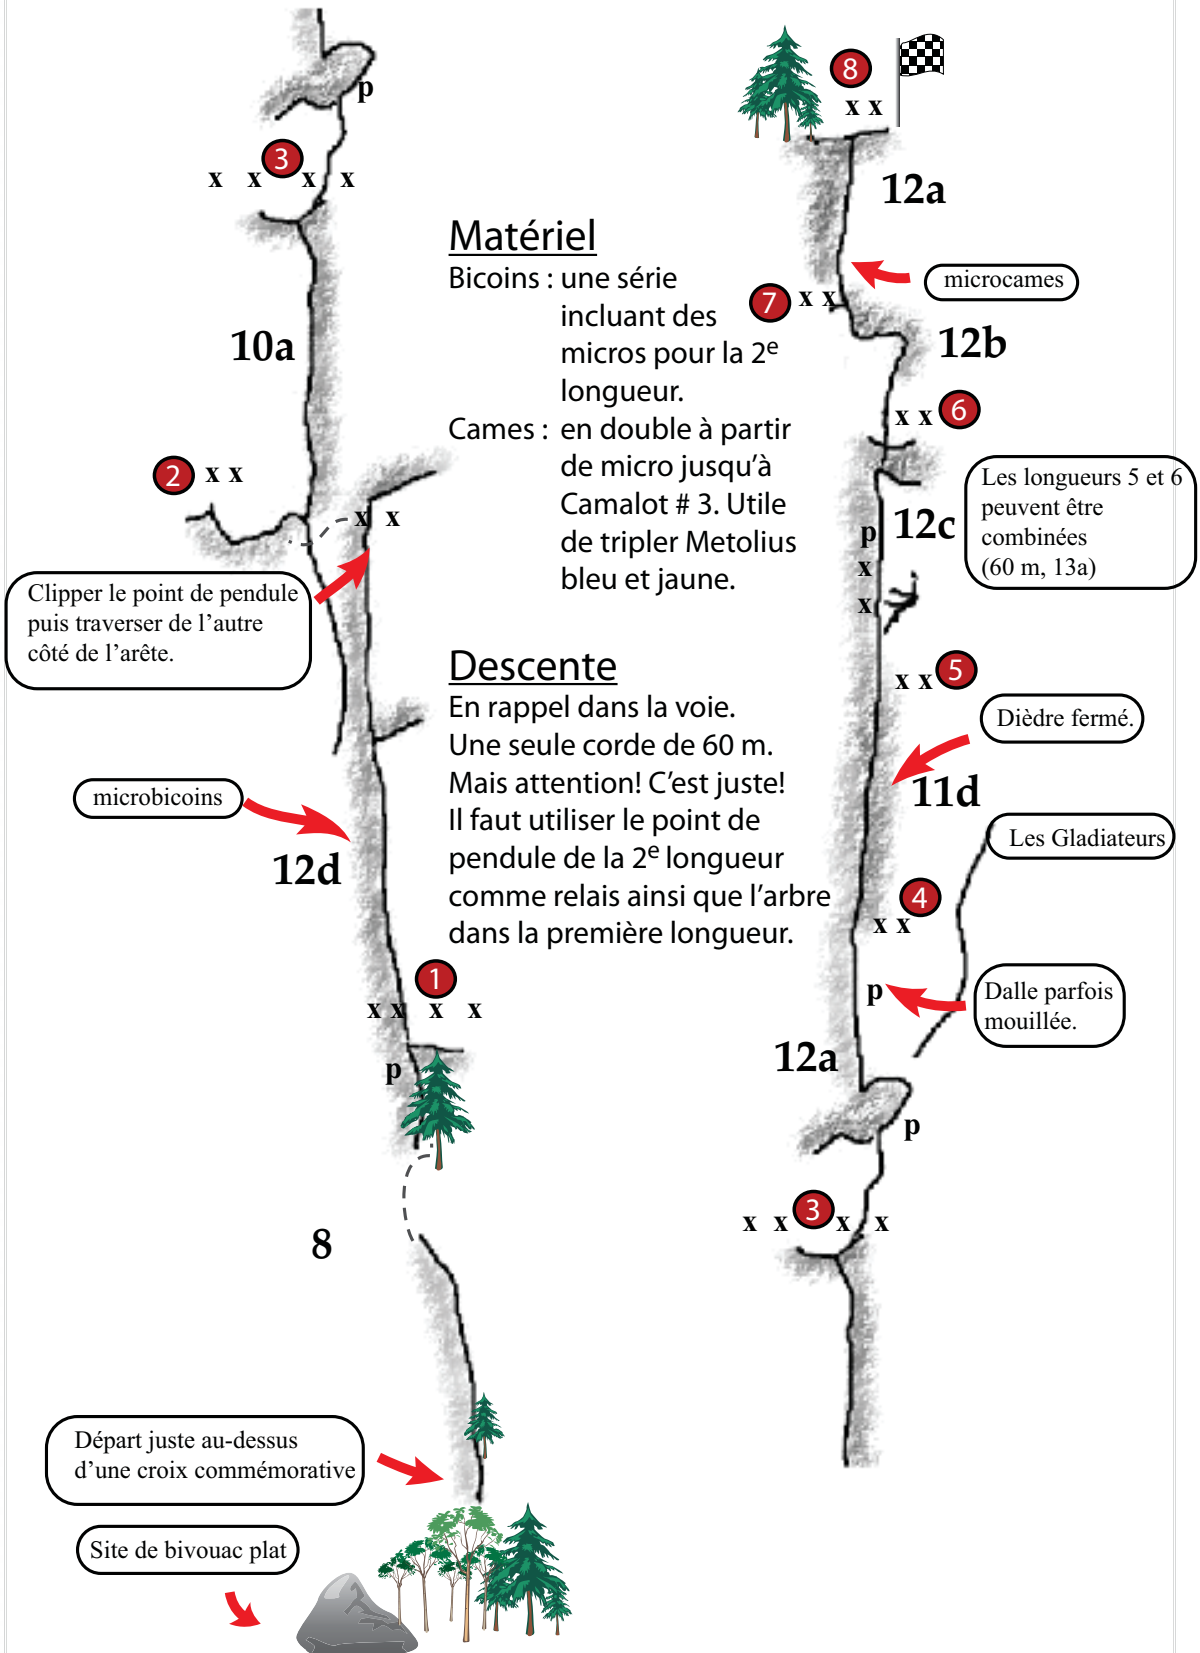 p
3
x x x x
10a
2 x x
x x
Clipper le point de pendule
puis traverser de l’autre
côté de l’arête.
microbicoins
12d
1
x x x x
p
8
Départ juste au-dessus
d’une croix commémorative
Site de bivouac plat
Matériel
Bicoins : une série
incluant des
micros pour la 2e
longueur.
Cames : en double à partir
de micro jusqu’à
Camalot # 3. Utile
de tripler Metolius
bleu et jaune.
Descente
En rappel dans la voie.
Une seule corde de 60 m.
Mais attention! C’est juste!
Il faut utiliser le point de
pendule de la 2e longueur
comme relais ainsi que l’arbre
dans la première longueur.
8
x x
12a
microcames
7 x x
12b
x x 6
Les longueurs 5 et 6
peuvent être
combinées
(60 m, 13a)
p 12c
x
x
x x 5
Dièdre fermé.
11d
Les Gladiateurs
4
x x
p
Dalle parfois
mouillée.
12a
p
3
x x x x